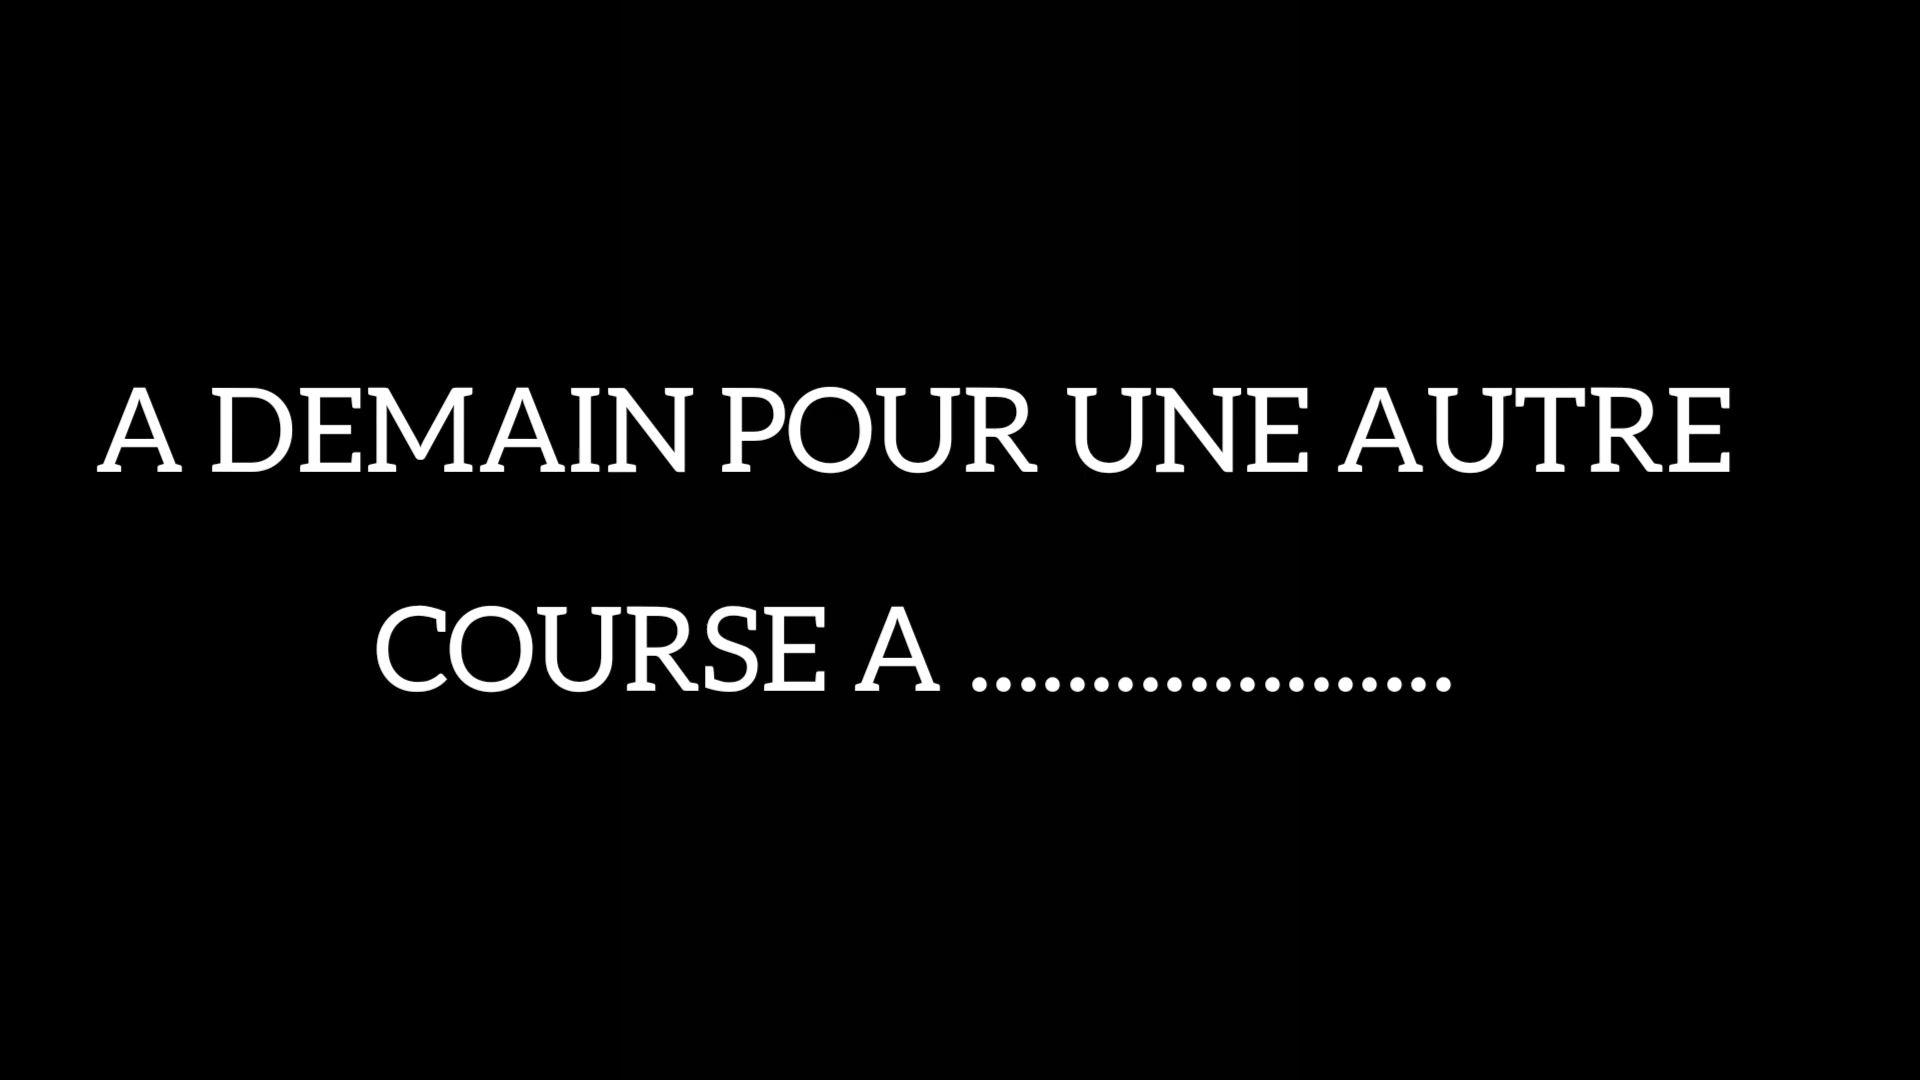 A DEMAIN POUR UNE AUTRE
COURSE A ....................